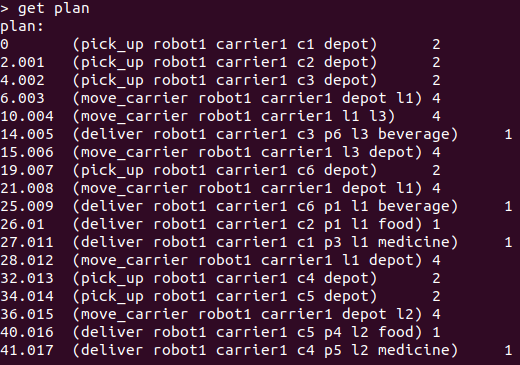 > get plan
plan:
0 (pick_up robot1 carrier1 c1 depot) 2
2.001 (pick_up robot1 carrier1 c2 depot) 2
4.002 (pick_up robot1 carrier1 c3 depot) 2
6.003 (move_carrier robot1 carrier1 depot l1) 4
10.004 (move_carrier robot1 carrier1 l1 l3) 4
14.005 (deliver robot1 carrier1 c3 p6 l3 beverage) 1
15.006 (move_carrier robot1 carrier1 l3 depot) 4
19.007 (pick_up robot1 carrier1 c6 depot) 2
21.008 (move_carrier robot1 carrier1 depot l1) 4
25.009 (deliver robot1 carrier1 c6 p1 l1 beverage) 1
26.01 (deliver robot1 carrier1 c2 p1 l1 food) 1
27.011 (deliver robot1 carrier1 c1 p3 l1 medicine) 1
28.012 (move_carrier robot1 carrier1 l1 depot) 4
32.013 (pick_up robot1 carrier1 c4 depot) 2
34.014 (pick_up robot1 carrier1 c5 depot) 2
36.015 (move_carrier robot1 carrier1 depot l2) 4
40.016 (deliver robot1 carrier1 c5 p4 l2 food) 1
41.017 (deliver robot1 carrier1 c4 p5 l2 medicine) 1